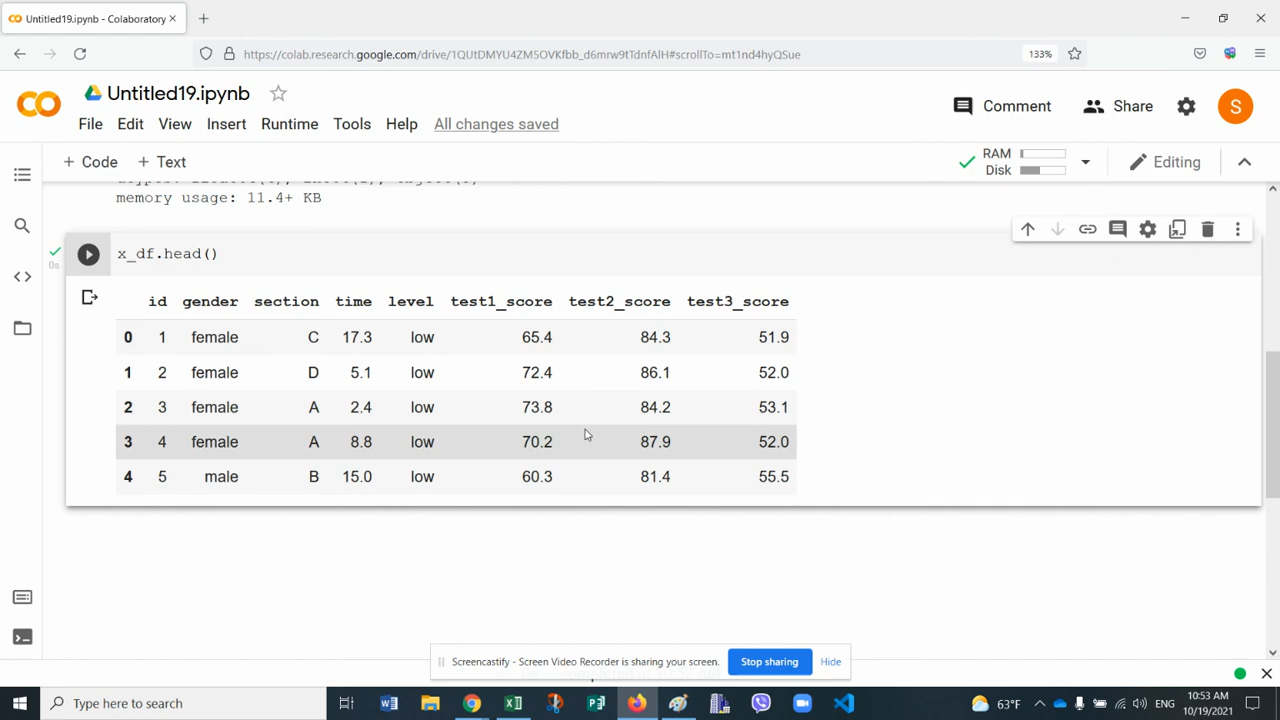 Untitled19.ipynb - Colaboratory
https://colab.research.google.com/drive/1QUtDMYU4ZM5OVKfbb_d6mrw9tTdnfAlH#scrollTo=mt1nd4hyQSue 133%
Untitled19.ipynb
Comment Share S
File Edit View Insert Runtime Tools Help All changes saved
+ Code + Text RAM Disk Editing
memory usage: 11.4+ KB
0s x_df.head()
id gender section time level test1_score test2_score test3_score
0 1 female C 17.3 low 65.4 84.3 51.9
1 2 female D 5.1 low 72.4 86.1 52.0
2 3 female A 2.4 low 73.8 84.2 53.1
3 4 female A 8.8 low 70.2 87.9 52.0
4 5 male B 15.0 low 60.3 81.4 55.5
Screencastify - Screen Video Recorder is sharing your screen. Stop sharing Hide
Type here to search 63°F ENG 10:53 AM
10/19/2021